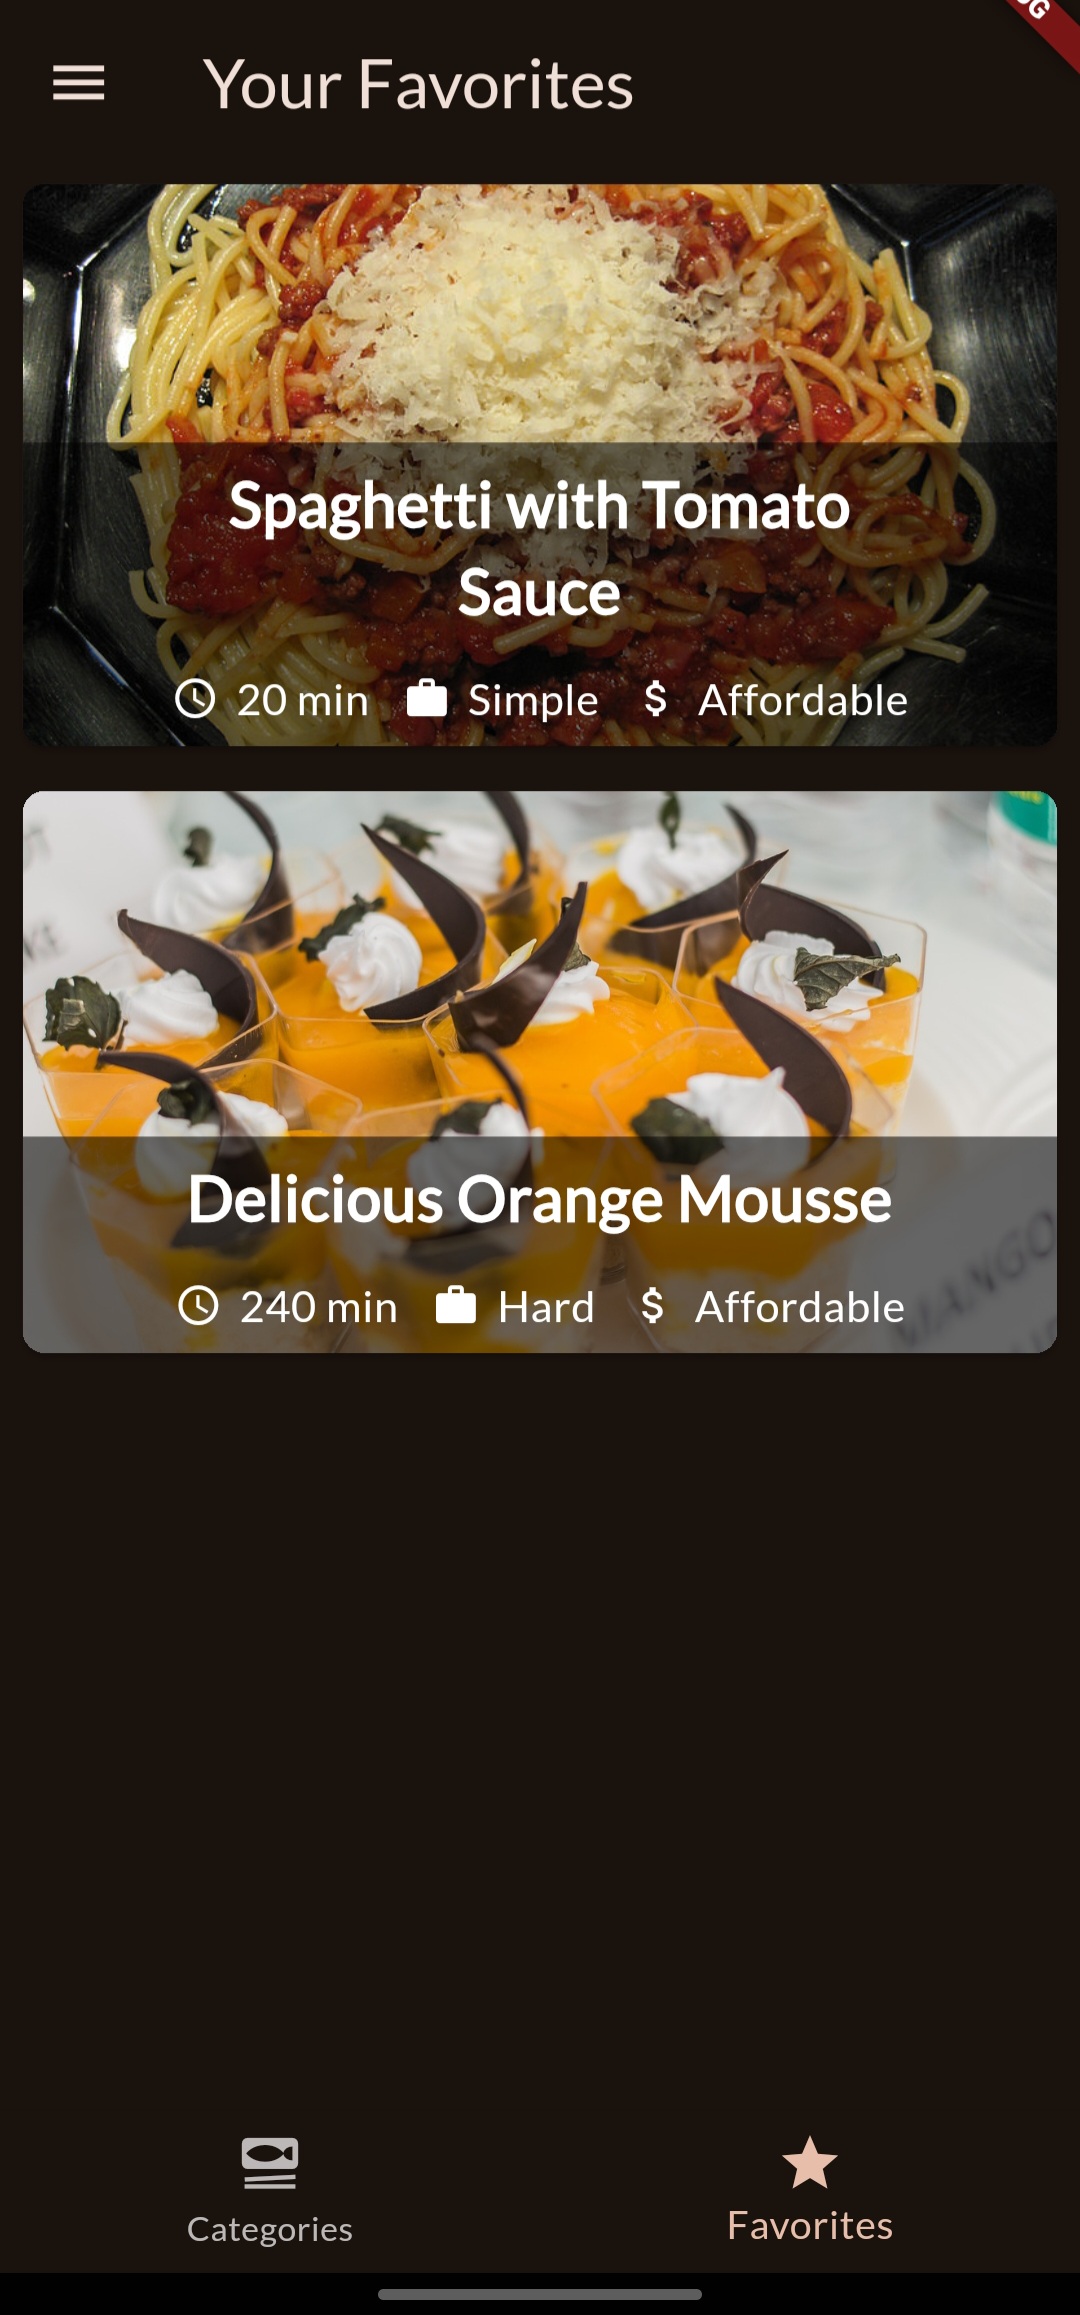 Your Favorites
Spaghetti with Tomato
Sauce
20 min Simple $ Affordable
Delicious Orange Mousse
240 min Hard $ Affordable
MANGO
Categories
Favorites